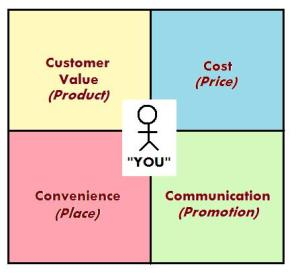 Customer
Value
(Product)
Cost
(Price)
"YOU"
Convenience
(Place)
Communication
(Promotion)